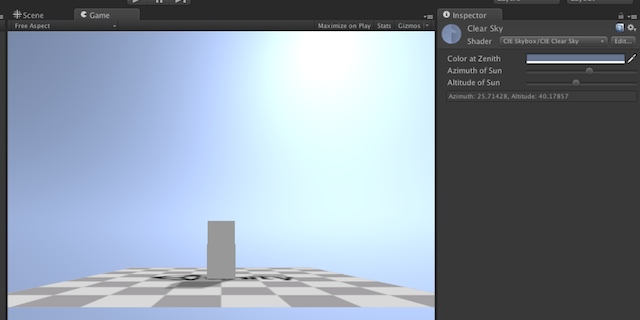 Scene
Game
Free Aspect
Maximize on Play
Stats
Gizmos
Inspector
Clear Sky
Shader
CIE Skybox/CIE Clear Sky
Edit...
Color at Zenith
Azimuth of Sun
Altitude of Sun
Azimuth: 25.71428, Altitude: 40.17857